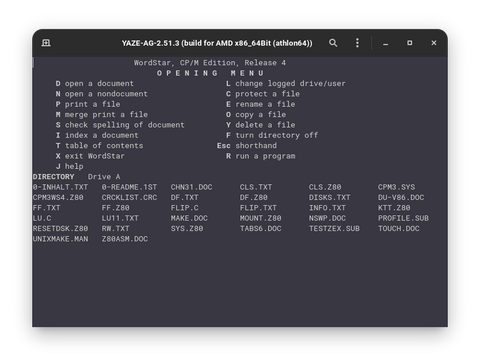 YAZE-AG-2.51.3 (build for AMD x86_64Bit (athlon64))
WordStar, CP/M Edition, Release 4
O P E N I N G   M E N U
D open a document   L change logged drive/user
N open a nondocument   C protect a file
P print a file   E rename a file
M merge print a file   O copy a file
S check spelling of document   Y delete a file
I index a document   F turn directory off
T table of contents   Esc shorthand
X exit WordStar   R run a program
J help
DIRECTORY   Drive A
0-INHALT.TXT   0-README.1ST   CHN31.DOC   CLS.TXT   CLS.Z80   CPM3.SYS
CPM3WS4.Z80   CRCKLIST.CRC   DF.TXT   DF.Z80   DISKS.TXT   DU-V86.DOC
FF.TXT   FF.Z80   FLIP.C   FLIP.TXT   INFO.TXT   KTT.Z80
LU.C   LU11.TXT   MAKE.DOC   MOUNT.Z80   NSWP.DOC   PROFILE.SUB
RESETDSK.Z80   RW.TXT   SYS.Z80   TABS6.DOC   TESTZEX.SUB   TOUCH.DOC
UNIXMAKE.MAN   Z80ASM.DOC